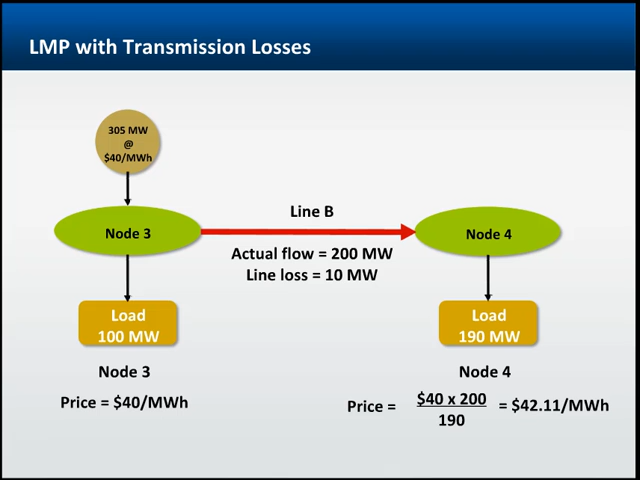 LMP with Transmission Losses
305 MW
@
$40/MWh
Line B
Node 3
Node 4
Actual flow = 200 MW
Line loss = 10 MW
Load
100 MW
Load
190 MW
Node 3
Node 4
Price = $40/MWh
Price = $40 x 200 = $42.11/MWh
190